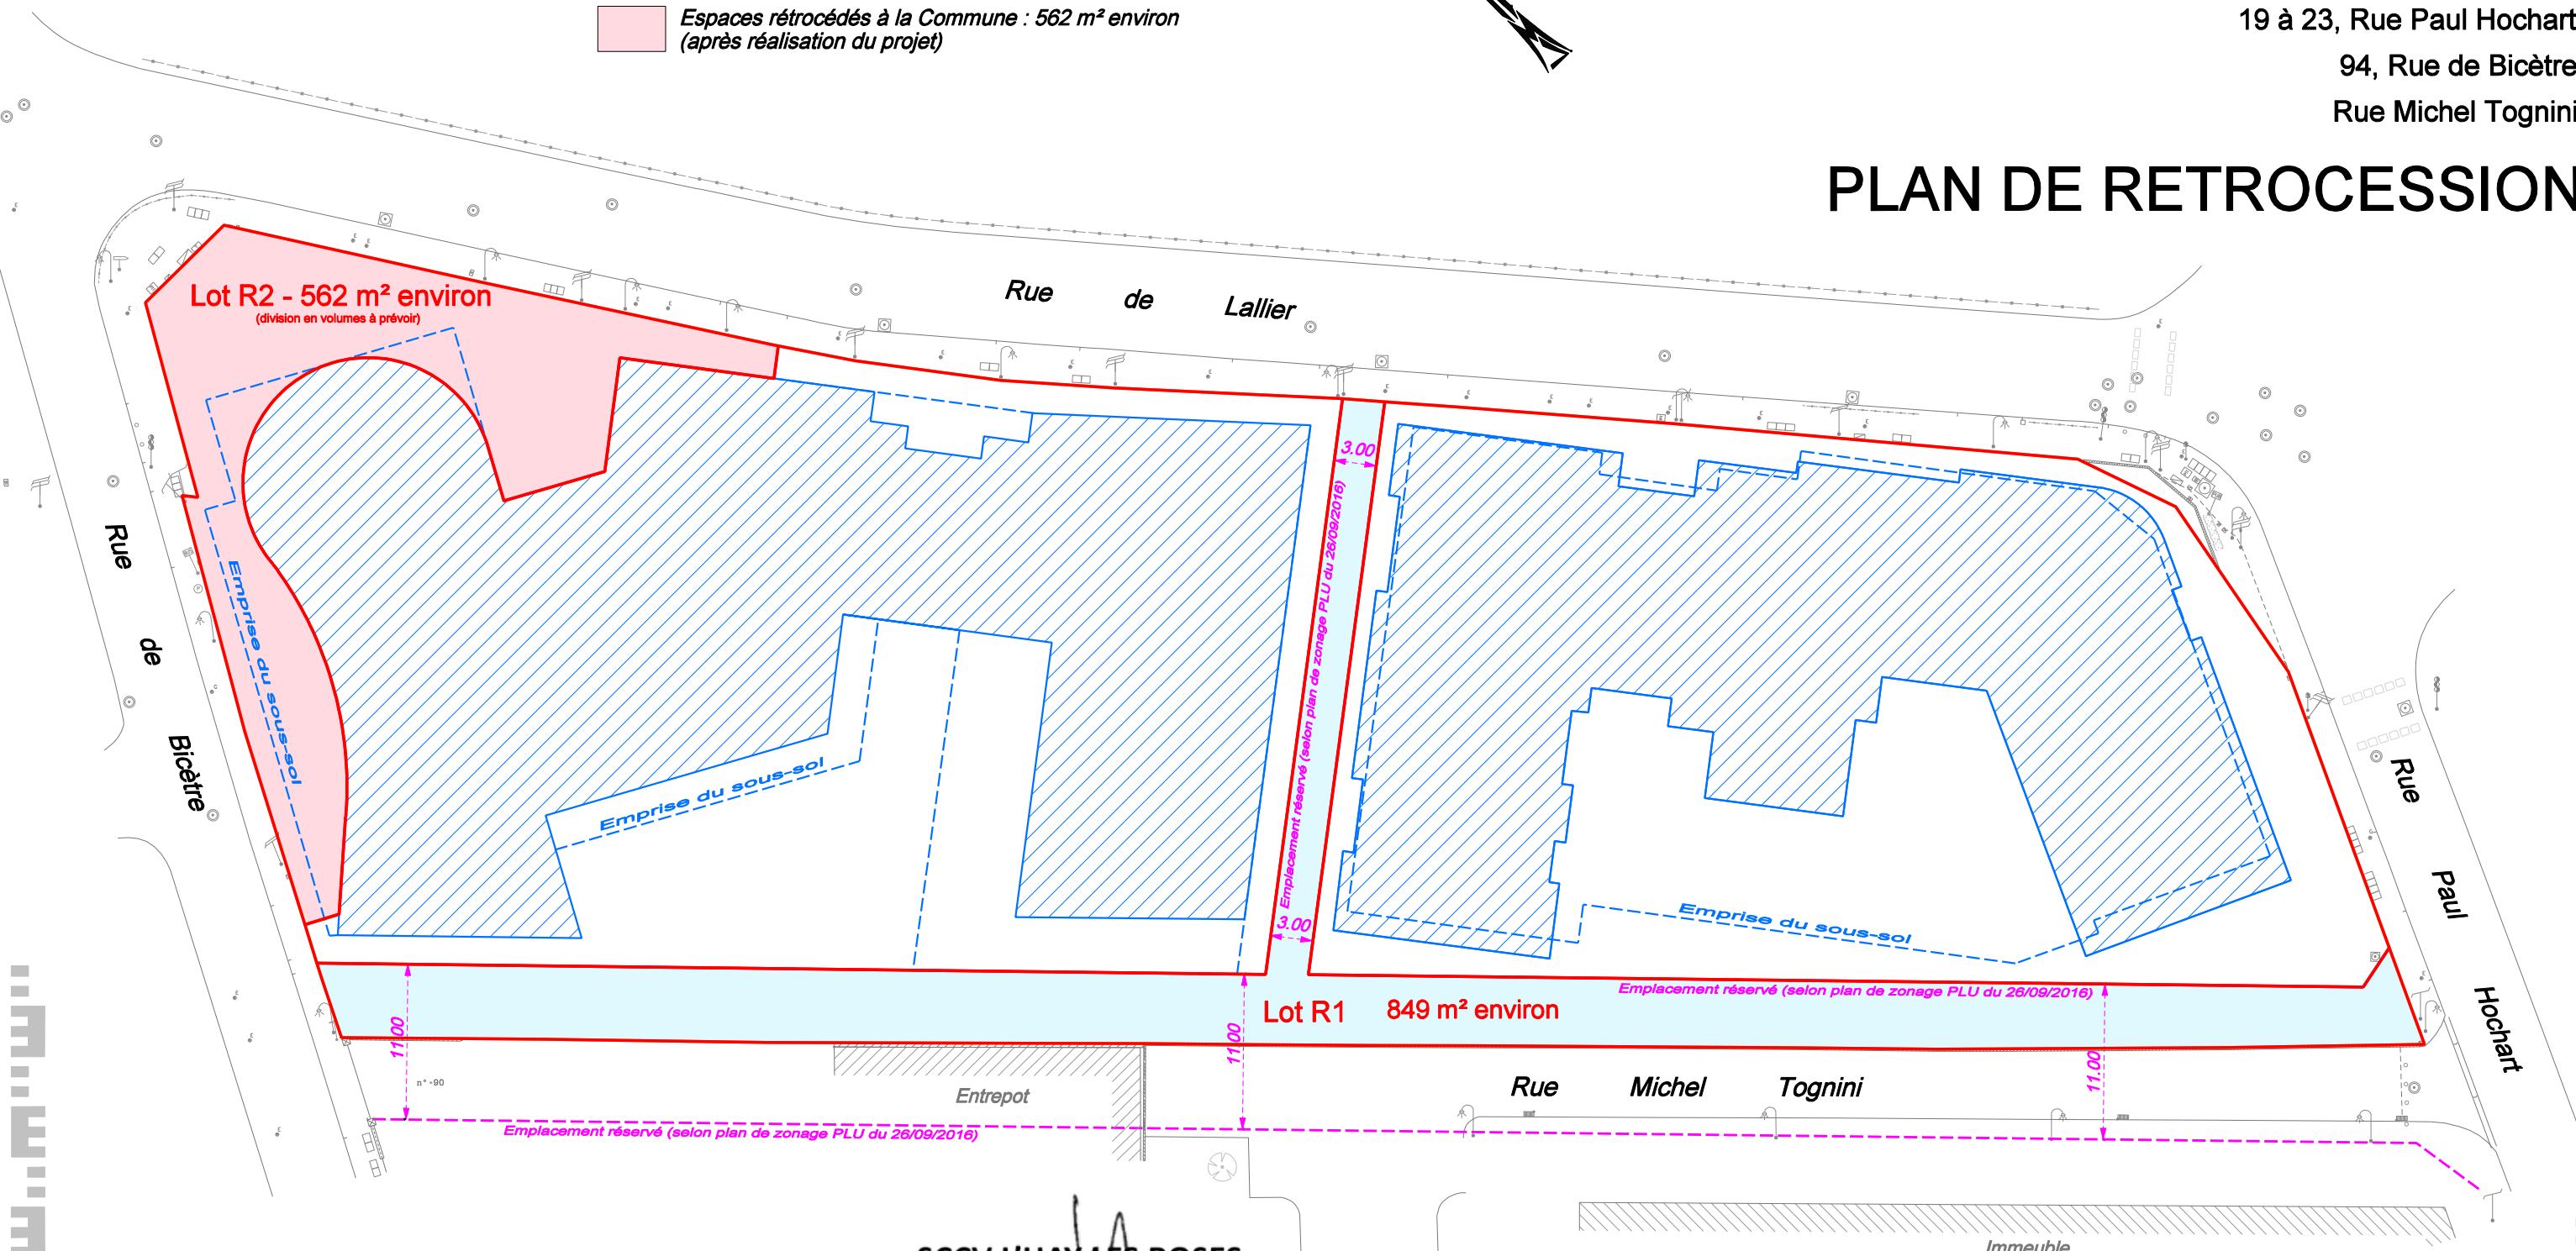 Espaces rétrocédés à la Commune : 562 m² environ
(après réalisation du projet)
19 à 23, Rue Paul Hochart
94, Rue de Bicètre
Rue Michel Tognini
PLAN DE RETROCESSION
Lot R2 - 562 m² environ
(division en volumes à prévoir)
Rue de Lallier
3.00
Emplacement réservé (selon plan de zonage PLU du 26/09/2016)
3.00
Rue de Bicètre
Emprise du sous-sol
Emprise du sous-sol
Emprise du sous-sol
Rue Paul Hochart
Lot R1 849 m² environ
Emplacement réservé (selon plan de zonage PLU du 26/09/2016)
11.00
11.00
11.00
n°-90
Entrepot
Rue Michel Tognini
Emplacement réservé (selon plan de zonage PLU du 26/09/2016)
Immeuble